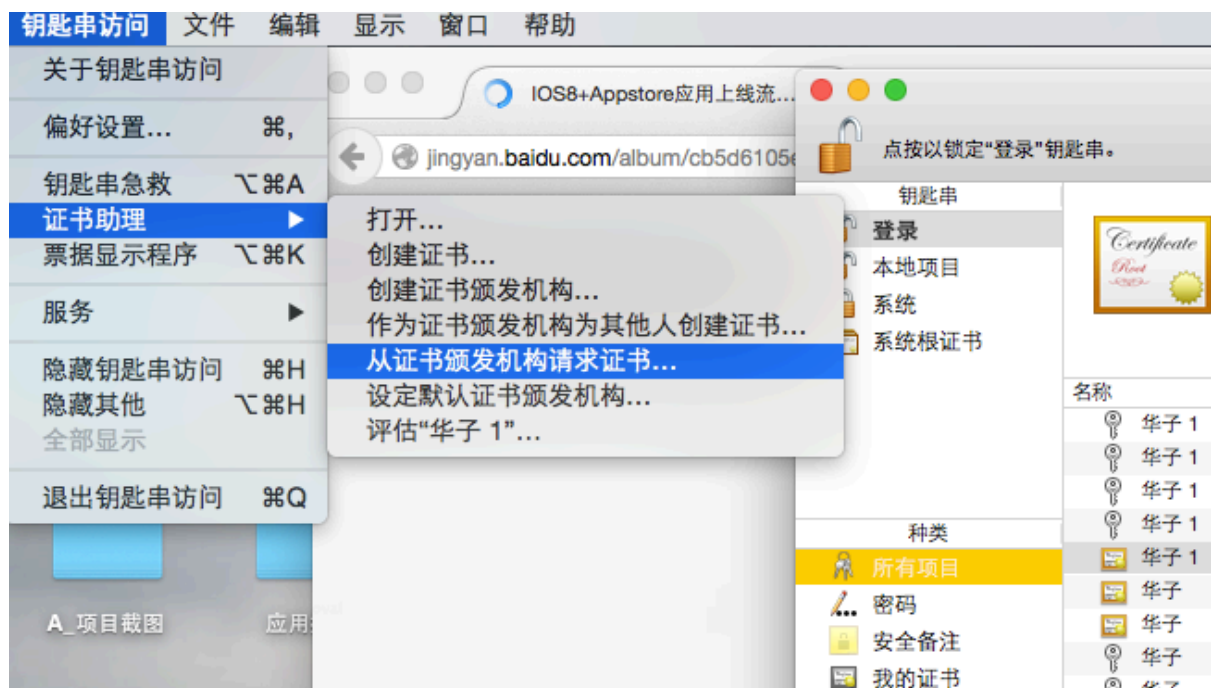 钥匙串访问 文件 编辑 显示 窗口 帮助
关于钥匙串访问
偏好设置... ⌘,
钥匙串急救 ⌥⌘A
证书助理 ▶
票据显示程序 ⌥⌘K
服务 ▶
隐藏钥匙串访问 ⌘H
隐藏其他 ⌥⌘H
全部显示
退出钥匙串访问 ⌘Q
打开...
创建证书...
创建证书颁发机构...
作为证书颁发机构为其他人创建证书...
从证书颁发机构请求证书...
设定默认证书颁发机构...
评估“华子 1”...
IOS8+Appstore应用上线流...
jingyan.baidu.com/album/cb5d6105
点按以锁定“登录”钥匙串。
钥匙串
登录
本地项目
系统
系统根证书
Certificate
Root
名称
华子 1
华子 1
华子 1
华子 1
华子 1
华子
华子
华子
种类
所有项目
密码
安全备注
我的证书
A_项目截图
应用